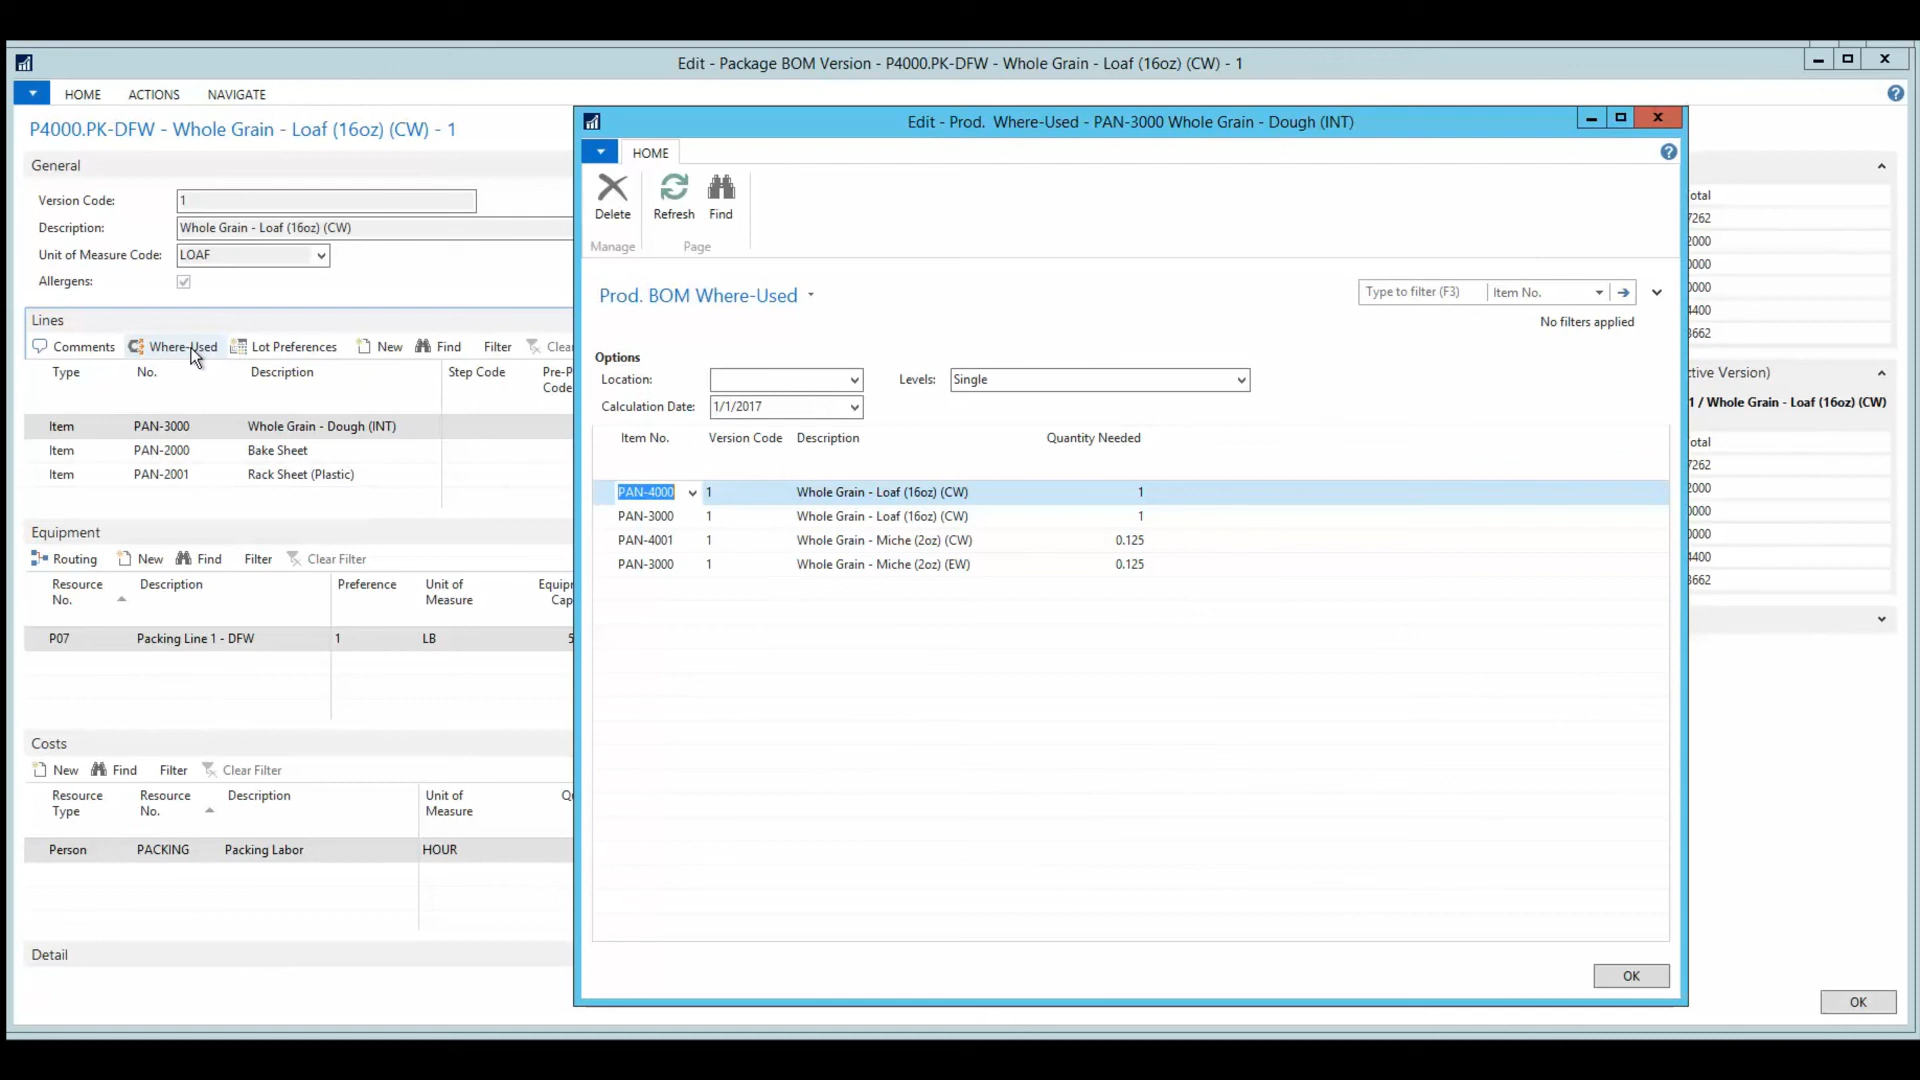 Edit - Package BOM Version - P4000.PK-DFW - Whole Grain - Loaf (16oz) (CW) - 1
HOME ACTIONS NAVIGATE
P4000.PK-DFW - Whole Grain - Loaf (16oz) (CW) - 1
General
Version Code: 1
Description: Whole Grain - Loaf (16oz) (CW)
Unit of Measure Code: LOAF
Allergens:
Lines
Comments Where-Used Lot Preferences New Find Filter Clea
Type No. Description Step Code Pre-P
Code
Item PAN-3000 Whole Grain - Dough (INT)
Item PAN-2000 Bake Sheet
Item PAN-2001 Rack Sheet (Plastic)
Equipment
Routing New Find Filter Clear Filter
Resource No. Description Preference Unit of Measure Equipr
Cap
P07 Packing Line 1 - DFW 1 LB 5
Costs
New Find Filter Clear Filter
Resource Type Resource No. Description Unit of Measure Qu
Person PACKING Packing Labor HOUR
Detail
Edit - Prod. Where-Used - PAN-3000 Whole Grain - Dough (INT)
HOME
Delete Refresh Find
Manage Page
Prod. BOM Where-Used
Type to filter (F3) Item No.
No filters applied
Options
Location: Levels: Single
Calculation Date: 1/1/2017
Item No. Version Code Description Quantity Needed
PAN-4000 1 Whole Grain - Loaf (16oz) (CW) 1
PAN-3000 1 Whole Grain - Loaf (16oz) (CW) 1
PAN-4001 1 Whole Grain - Miche (2oz) (CW) 0.125
PAN-3000 1 Whole Grain - Miche (2oz) (EW) 0.125
OK
otal
7262
2000
0000
0000
4400
3662
ctive Version)
1 / Whole Grain - Loaf (16oz) (CW)
otal
7262
2000
0000
0000
4400
3662
OK